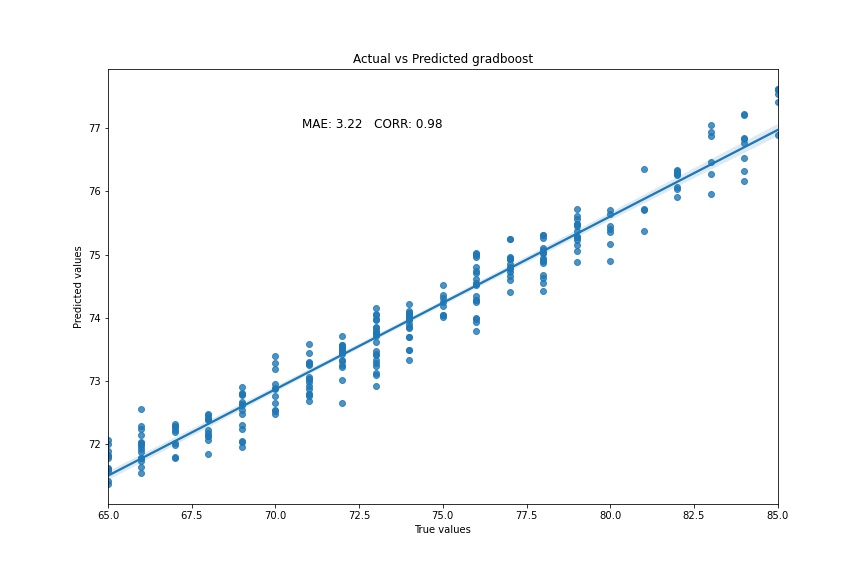 Actual vs Predicted gradboost
MAE: 3.22   CORR: 0.98
Predicted values
77
76
75
74
73
72
65.0 67.5 70.0 72.5 75.0 77.5 80.0 82.5 85.0
True values